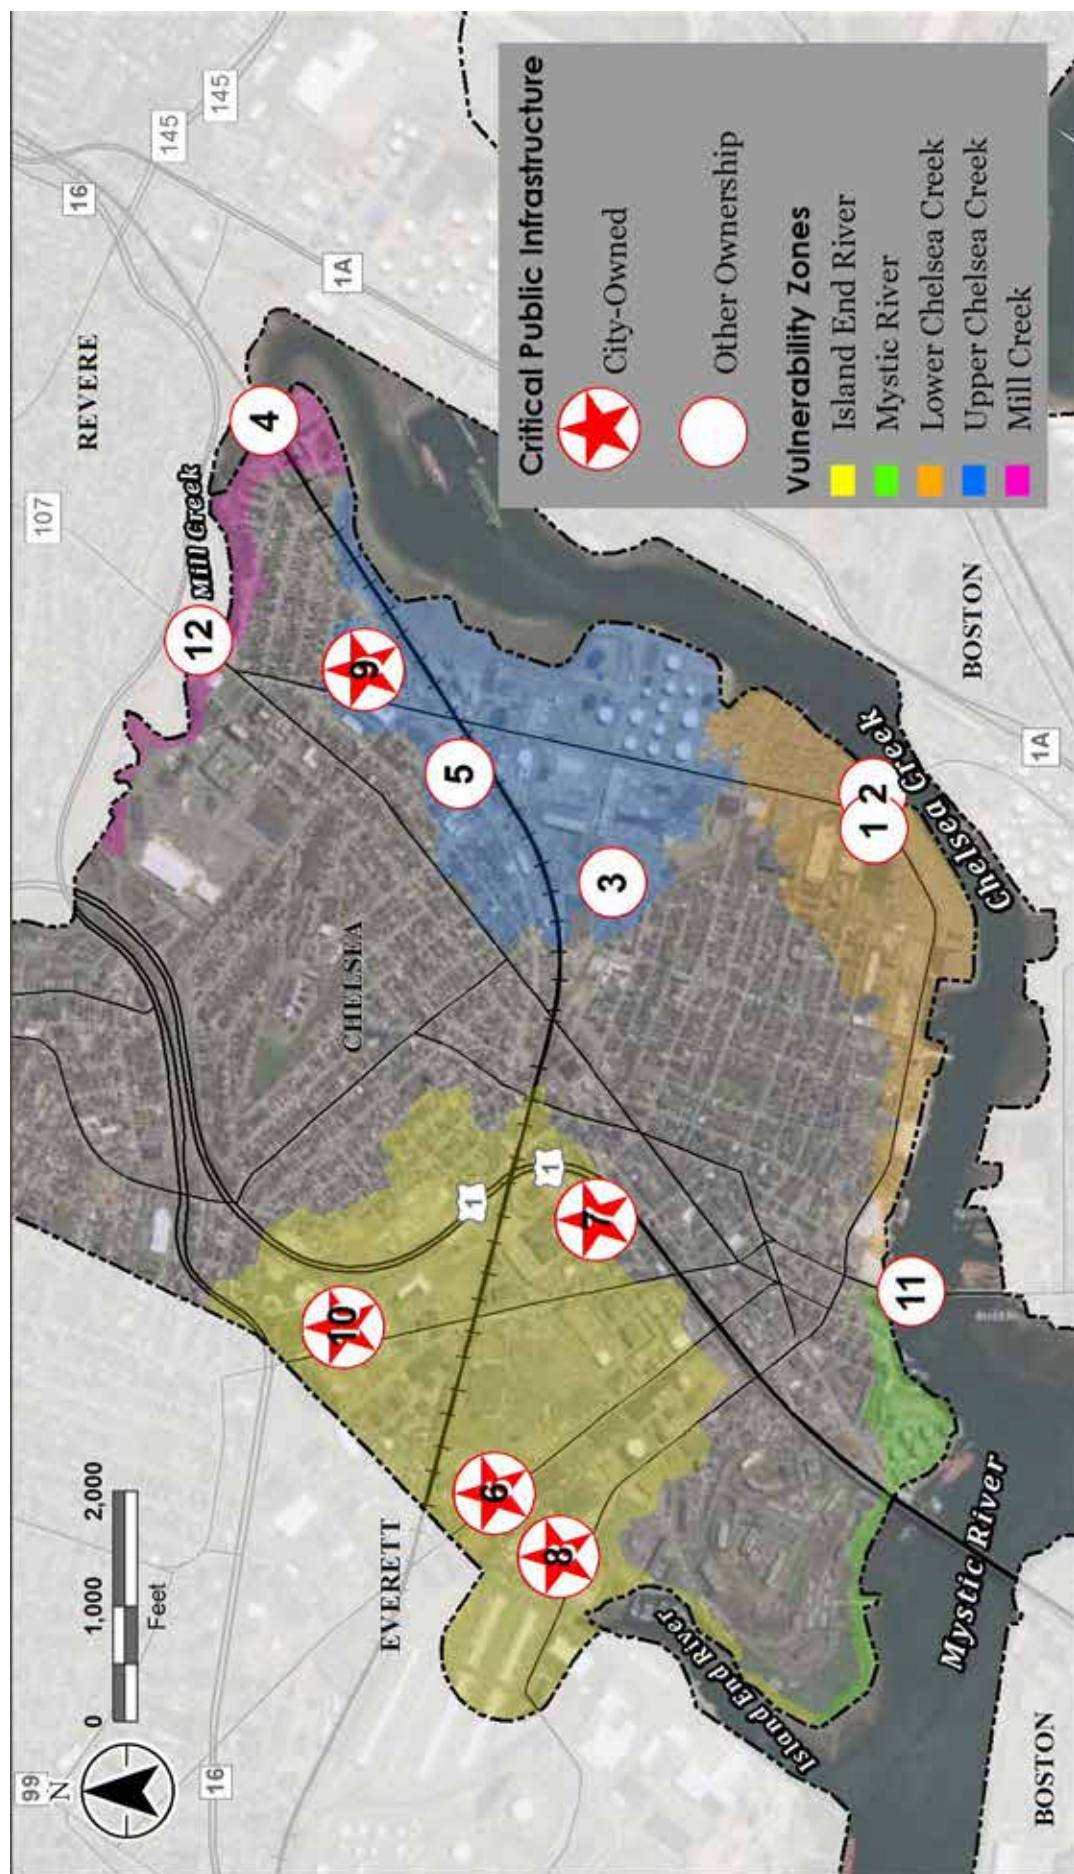 99
N
0
1,000
2,000
Feet
16
107
REVERE
16
145
145
1A
Mill Creek
12
4
CHELSEA
9
5
3
1
1
10
7
6
8
EVERETT
Island End River
Mystic River
11
1
2
Chelsea Creek
1A
BOSTON
BOSTON
Critical Public Infrastructure
City-Owned
Other Ownership
Vulnerability Zones
Island End River
Mystic River
Lower Chelsea Creek
Upper Chelsea Creek
Mill Creek